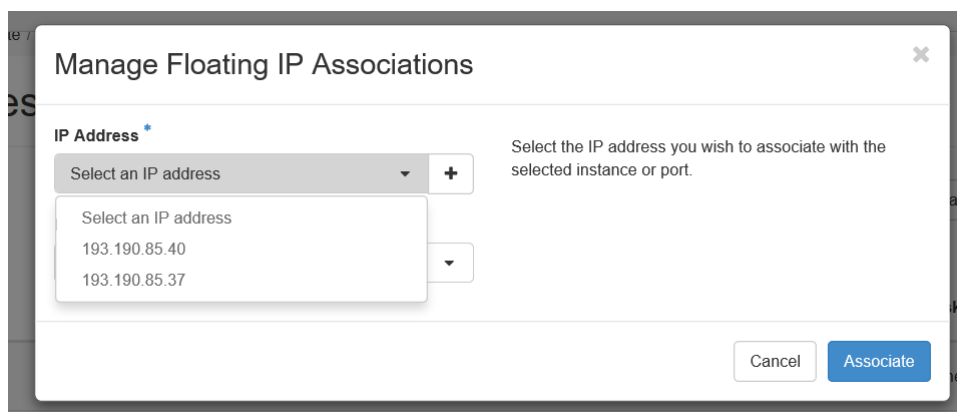 Manage Floating IP Associations
×
IP Address *
Select an IP address
Select an IP address
193.190.85.40
193.190.85.37
Select the IP address you wish to associate with the
selected instance or port.
Cancel
Associate